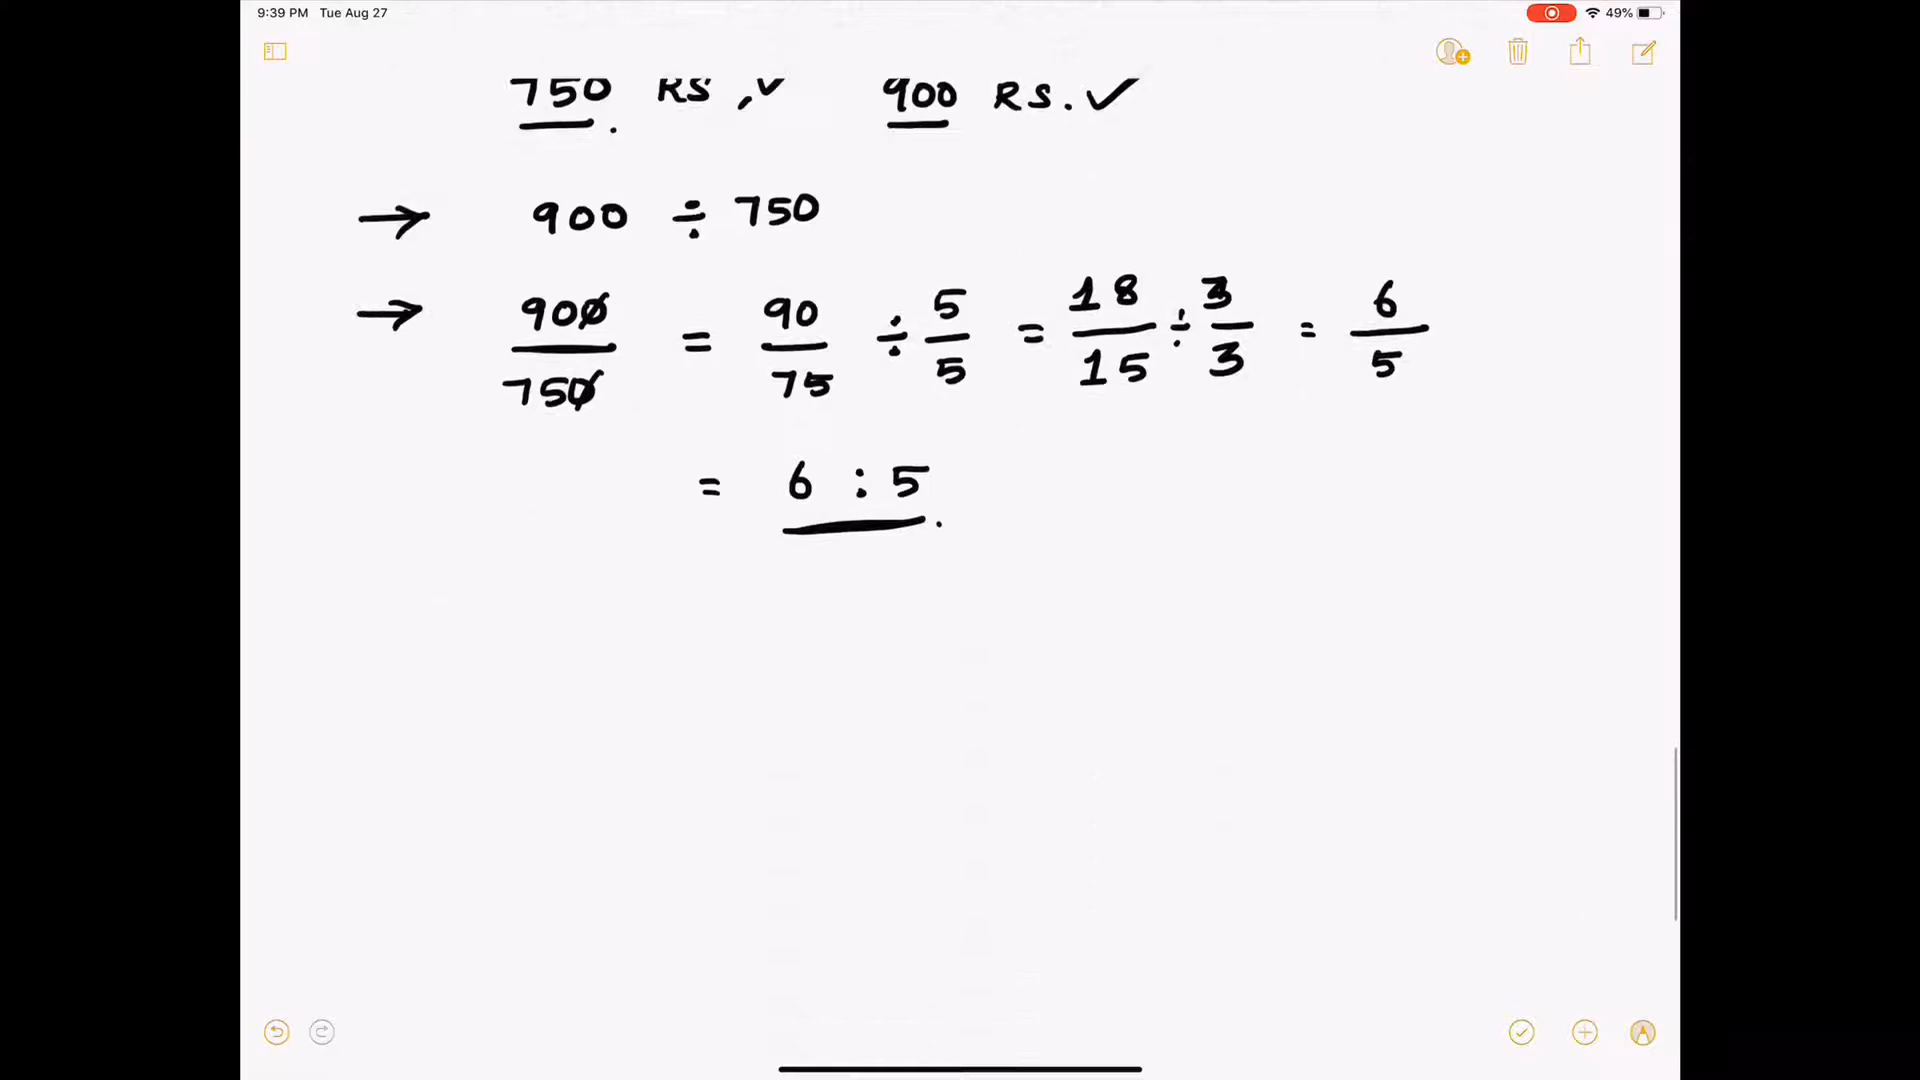 9:39 PM Tue Aug 27 49%
750 RS ,✓ 900 RS. ✓
→ 900 ÷ 750
→ 900/750 = 90/75 ÷ 5/5 = 18/15 ÷ 3/3 = 6/5
= 6 : 5.